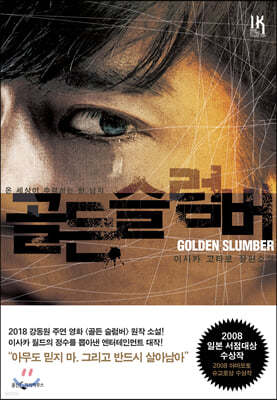 온 세상이 추격하는 한 남자
골든 슬럼버
GOLDEN SLUMBER
이사카 고타로 장편소설
2018 강동원 주연 영화 〈골든 슬럼버〉 원작 소설!
이사카 월드의 정수를 뽑아낸 엔터테인먼트 대작!
"아무도 믿지 마, 그리고 반드시 살아남아"
2008
일본 서점대상
수상작
2008 야마모토
슈고로상 수상작